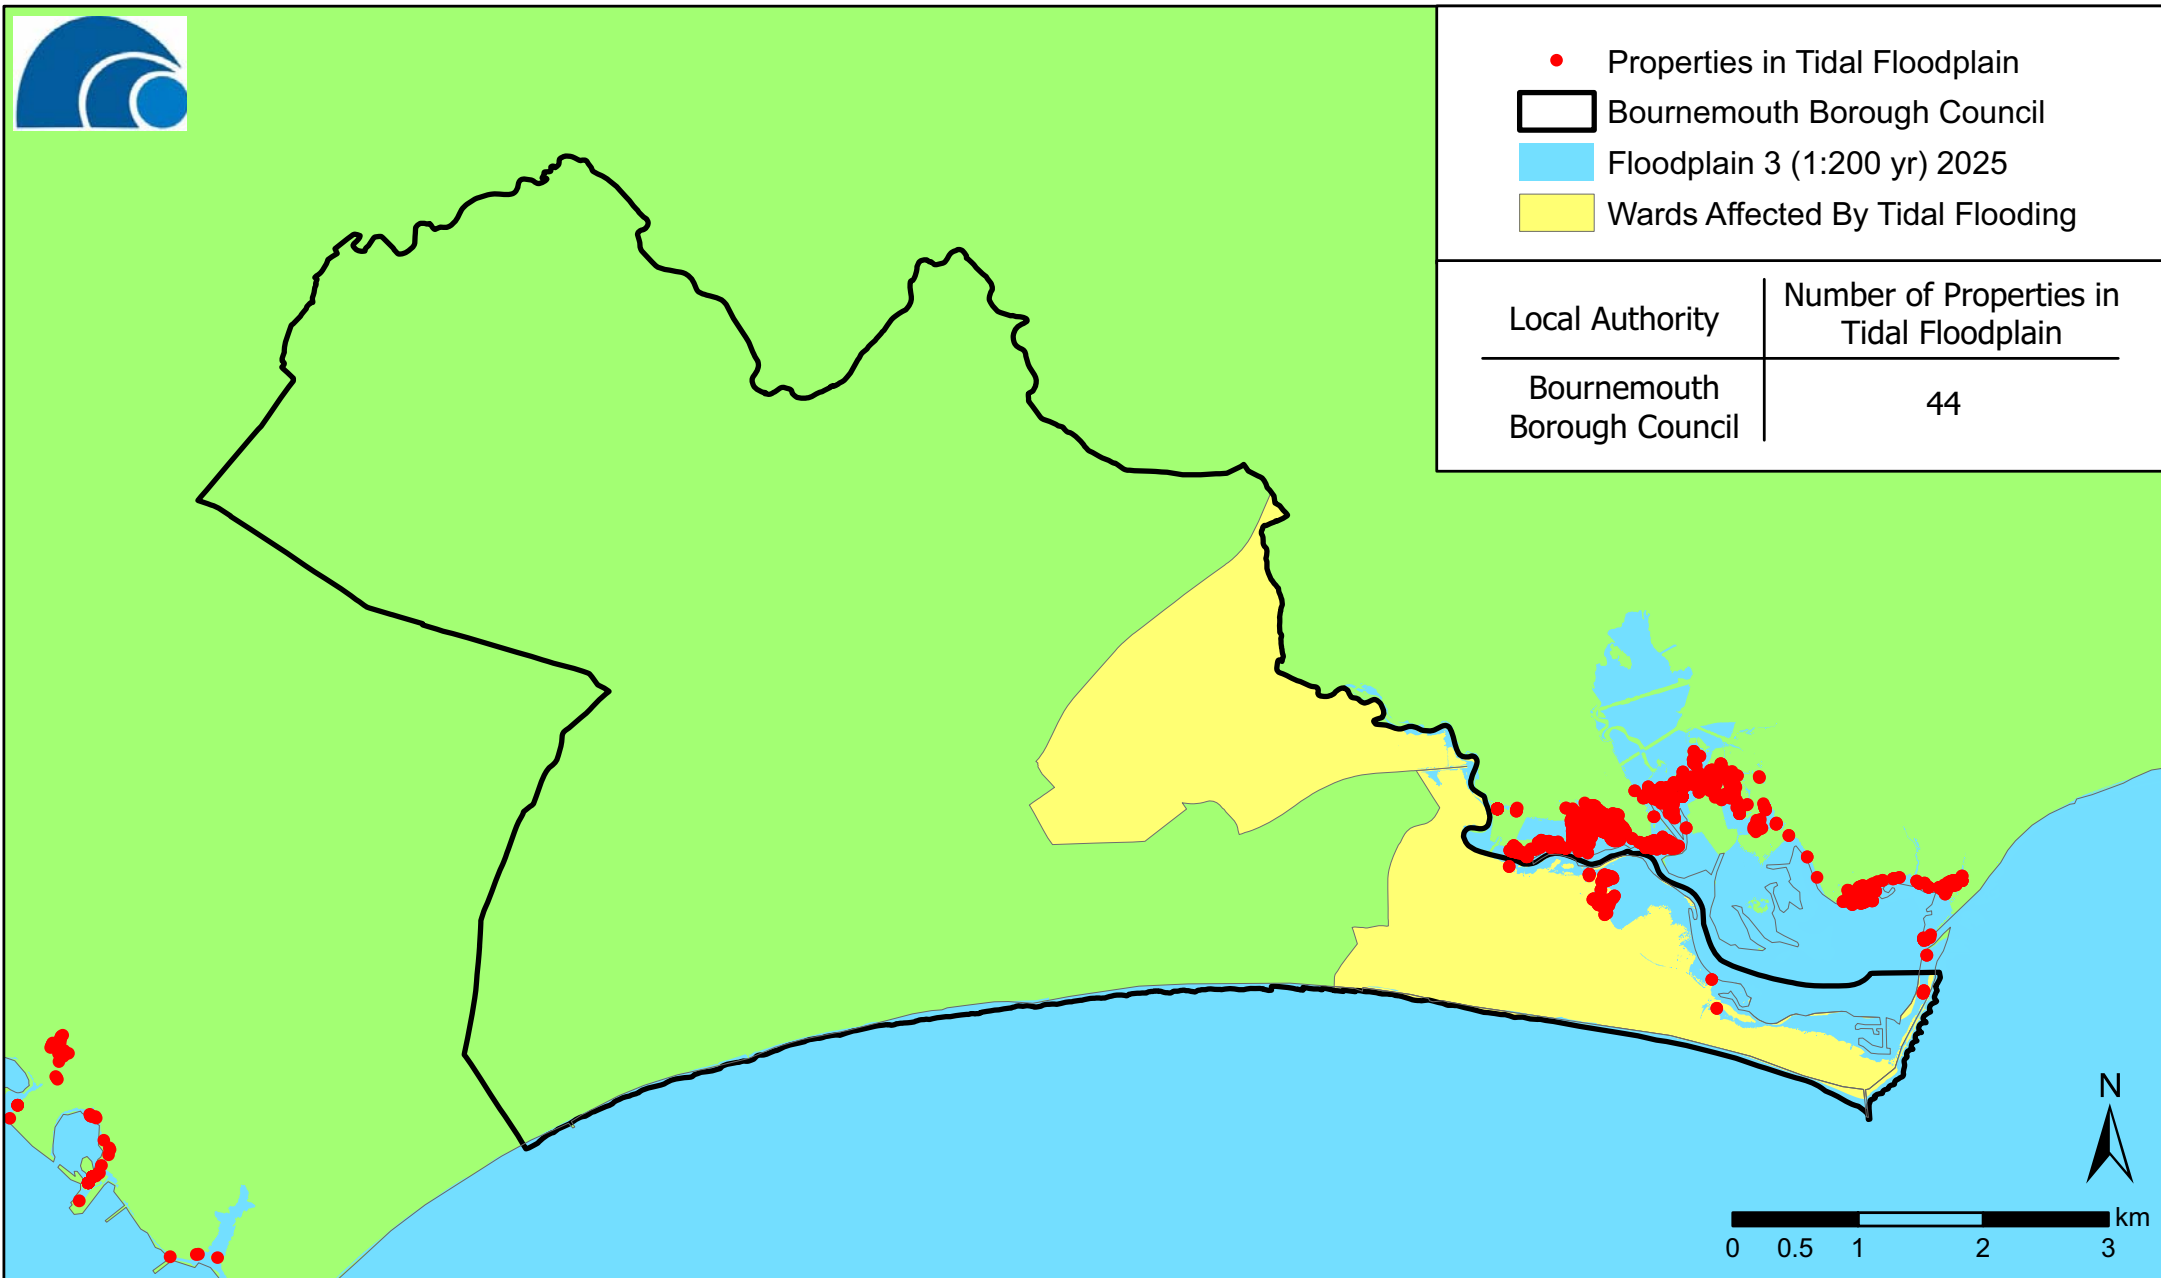 Properties in Tidal Floodplain
Bournemouth Borough Council
Floodplain 3 (1:200 yr) 2025
Wards Affected By Tidal Flooding
Local Authority
Number of Properties in
Tidal Floodplain
Bournemouth
Borough Council
44
N
km
0 0.5 1 2 3